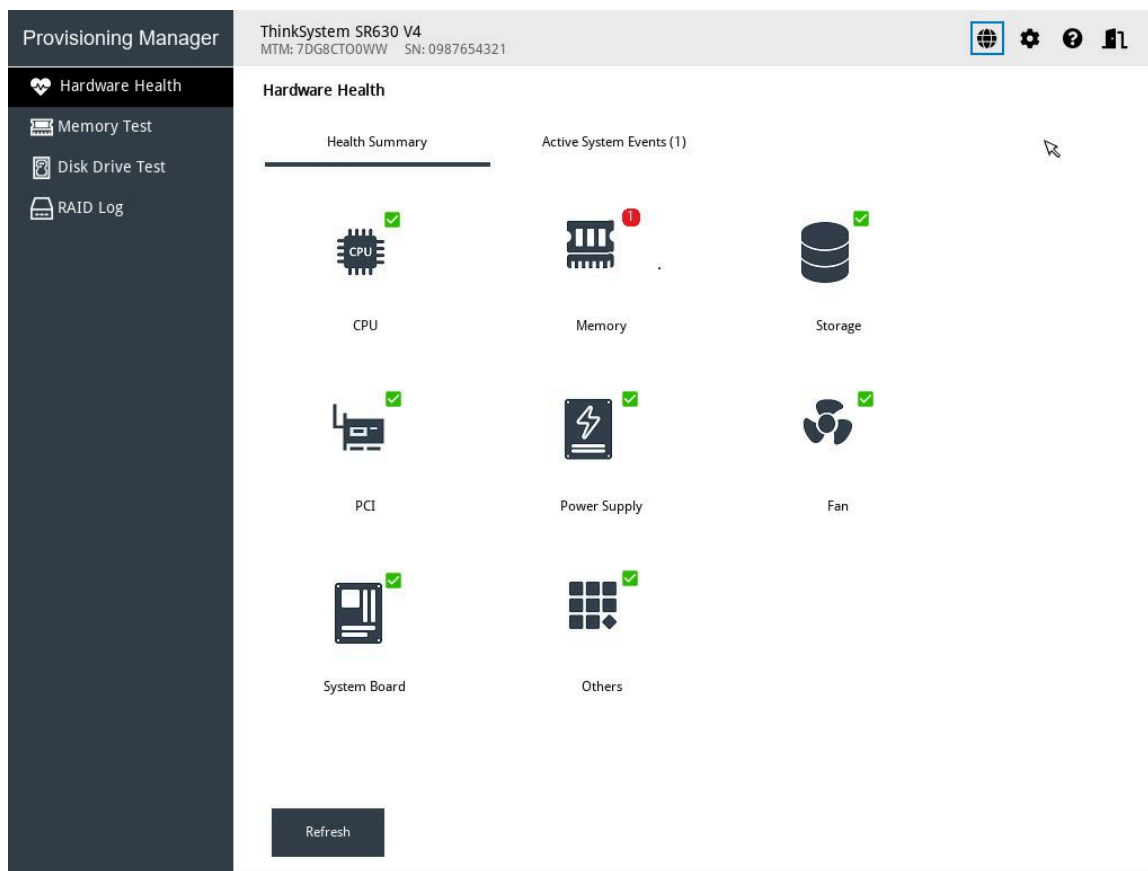 Provisioning Manager
ThinkSystem SR630 V4
MTM: 7DG8CTO0WW SN: 0987654321
Hardware Health
Memory Test
Disk Drive Test
RAID Log
Hardware Health
Health Summary
Active System Events (1)
CPU
1
CPU
Memory
Storage
PCI
Power Supply
Fan
System Board
Others
Refresh